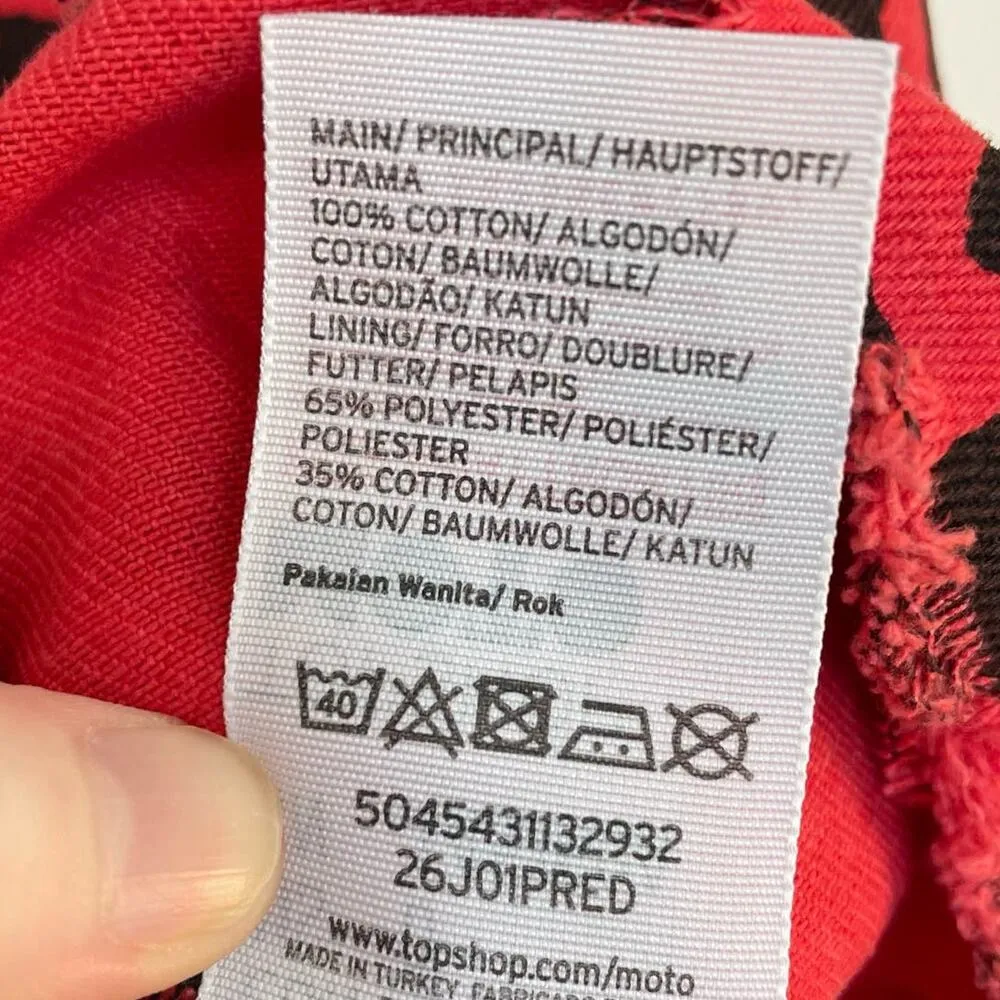 MAIN/ PRINCIPAL/ HAUPTSTOFF/
UTAMA
100% COTTON/ ALGODÓN/
COTON/ BAUMWOLLE/
ALGODÃO/ KATUN
LINING/ FORRO/ DOUBLURE/
FUTTER/ PELAPIS
65% POLYESTER/ POLIÉSTER/
POLIESTER
35% COTTON/ ALGODÓN/
COTON/ BAUMWOLLE/ KATUN
Pakaian Wanita/ Rok
40
5045431132932
26J01PRED
www.topshop.com/moto
MADE IN TURKEY